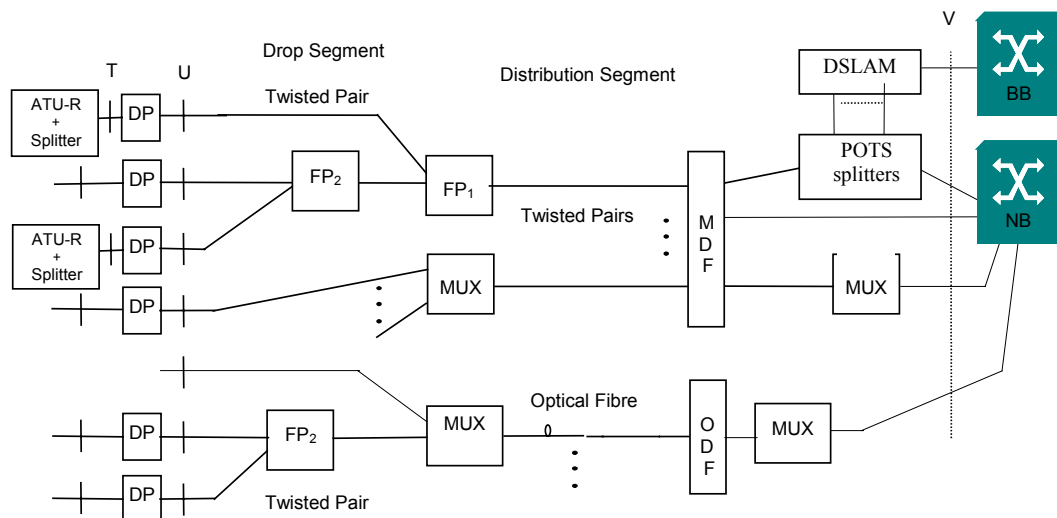 Drop Segment
V
T
U
Distribution Segment
DSLAM
BB
ATU-R
+
Splitter
DP
Twisted Pair
POTS
splitters
DP
FP2
FP1
NB
Twisted Pairs
M
D
F
ATU-R
+
Splitter
DP
DP
MUX
MUX
Optical Fibre
DP
FP2
MUX
O
D
F
MUX
DP
Twisted Pair